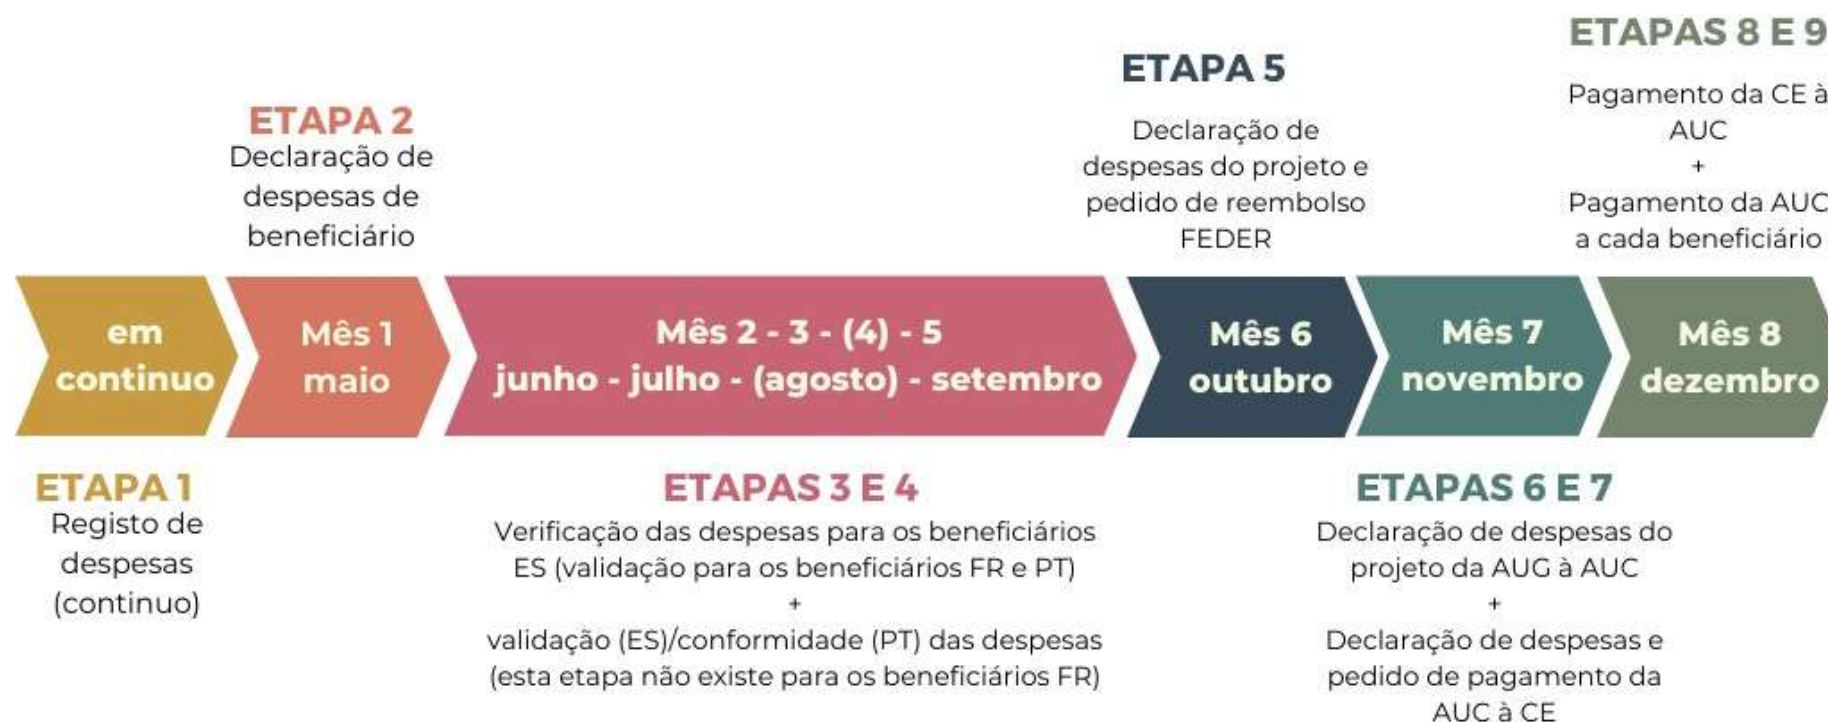 ETAPAS 8 E 9
Pagamento da CE à
AUC
+
Pagamento da AUC
a cada beneficiário
ETAPA 5
Declaração de
despesas do projeto e
pedido de reembolso
FEDER
ETAPA 2
Declaração de
despesas de
beneficiário
em
continuo
Mês 1
maio
Mês 2 - 3 - (4) - 5
junho - julho - (agosto) - setembro
Mês 6
outubro
Mês 7
novembro
Mês 8
dezembro
ETAPA 1
Registo de
despesas
(continuo)
ETAPAS 3 E 4
Verificação das despesas para os beneficiários
ES (validação para os beneficiários FR e PT)
+
validação (ES)/conformidade (PT) das despesas
(esta etapa não existe para os beneficiários FR)
ETAPAS 6 E 7
Declaração de despesas do
projeto da AUG à AUC
+
Declaração de despesas e
pedido de pagamento da
AUC à CE